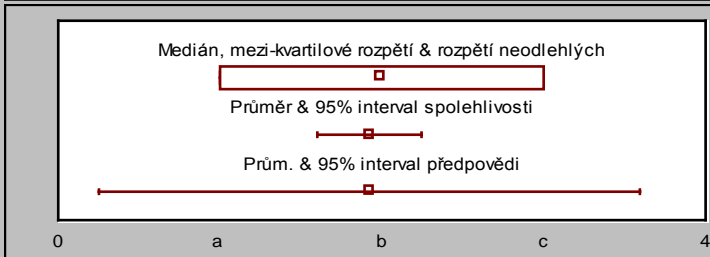 Medián, mezi-kvartilové rozpětí & rozpětí neodlehlých
Průměr & 95% interval spolehlivosti
Prům. & 95% interval předpovědi
0 a b c 4